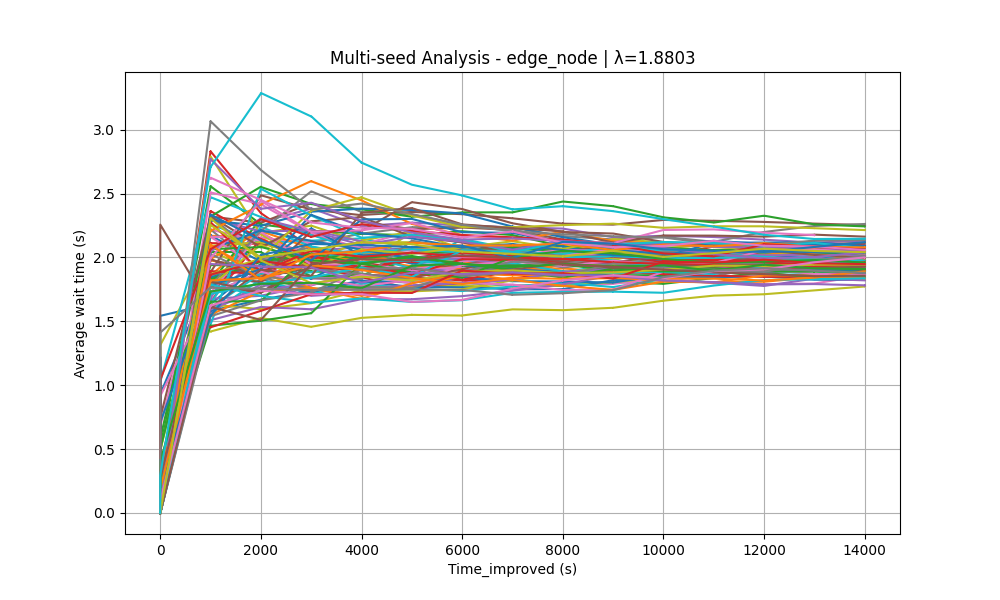 Multi-seed Analysis - edge_node | λ=1.8803
Average wait time (s)
3.0
2.5
2.0
1.5
1.0
0.5
0.0
0 2000 4000 6000 8000 10000 12000 14000
Time_improved (s)